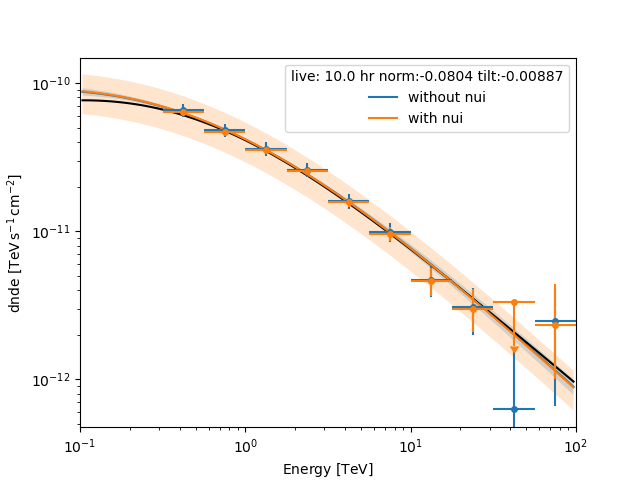 live: 10.0 hr norm:-0.0804 tilt:-0.00887
without nui
with nui
10⁻¹⁰
10⁻¹¹
10⁻¹²
dnde [TeV s⁻¹ cm⁻²]
10⁻¹ 10⁰ 10¹ 10²
Energy [TeV]